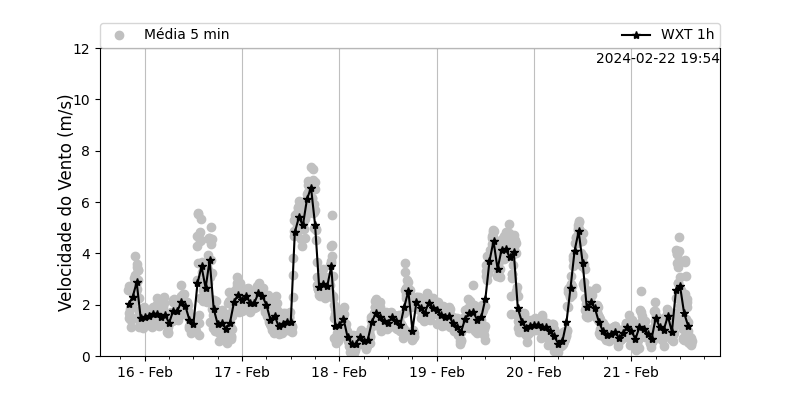 Média 5 min
WXT 1h
2024-02-22 19:54
Velocidade do Vento (m/s)
12
10
8
6
4
2
0
16 - Feb
17 - Feb
18 - Feb
19 - Feb
20 - Feb
21 - Feb